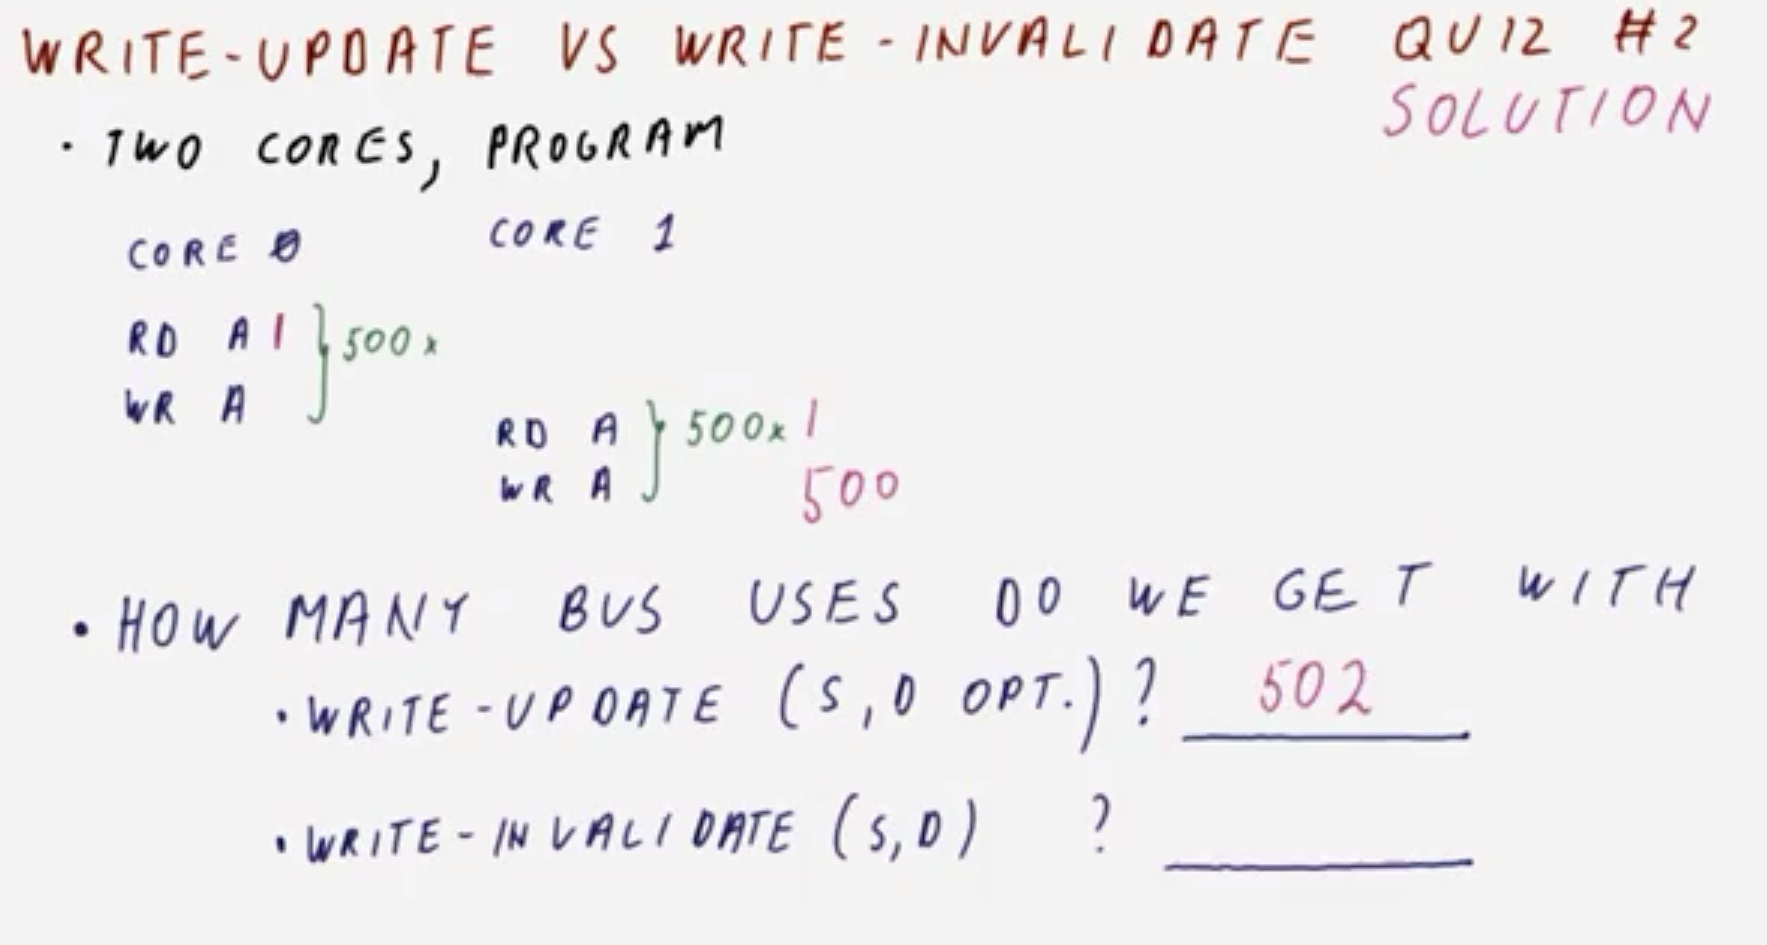 WRITE-UPDATE VS WRITE-INVALIDATE QUIZ #2
SOLUTION
· TWO CORES, PROGRAM
CORE 0 CORE 1
RD A 1 } 500x
WR A
RD A } 500x 1
WR A 500
· HOW MANY BUS USES DO WE GET WITH
· WRITE-UPDATE (S,D OPT.)? 502
· WRITE-INVALIDATE (S,D) ?